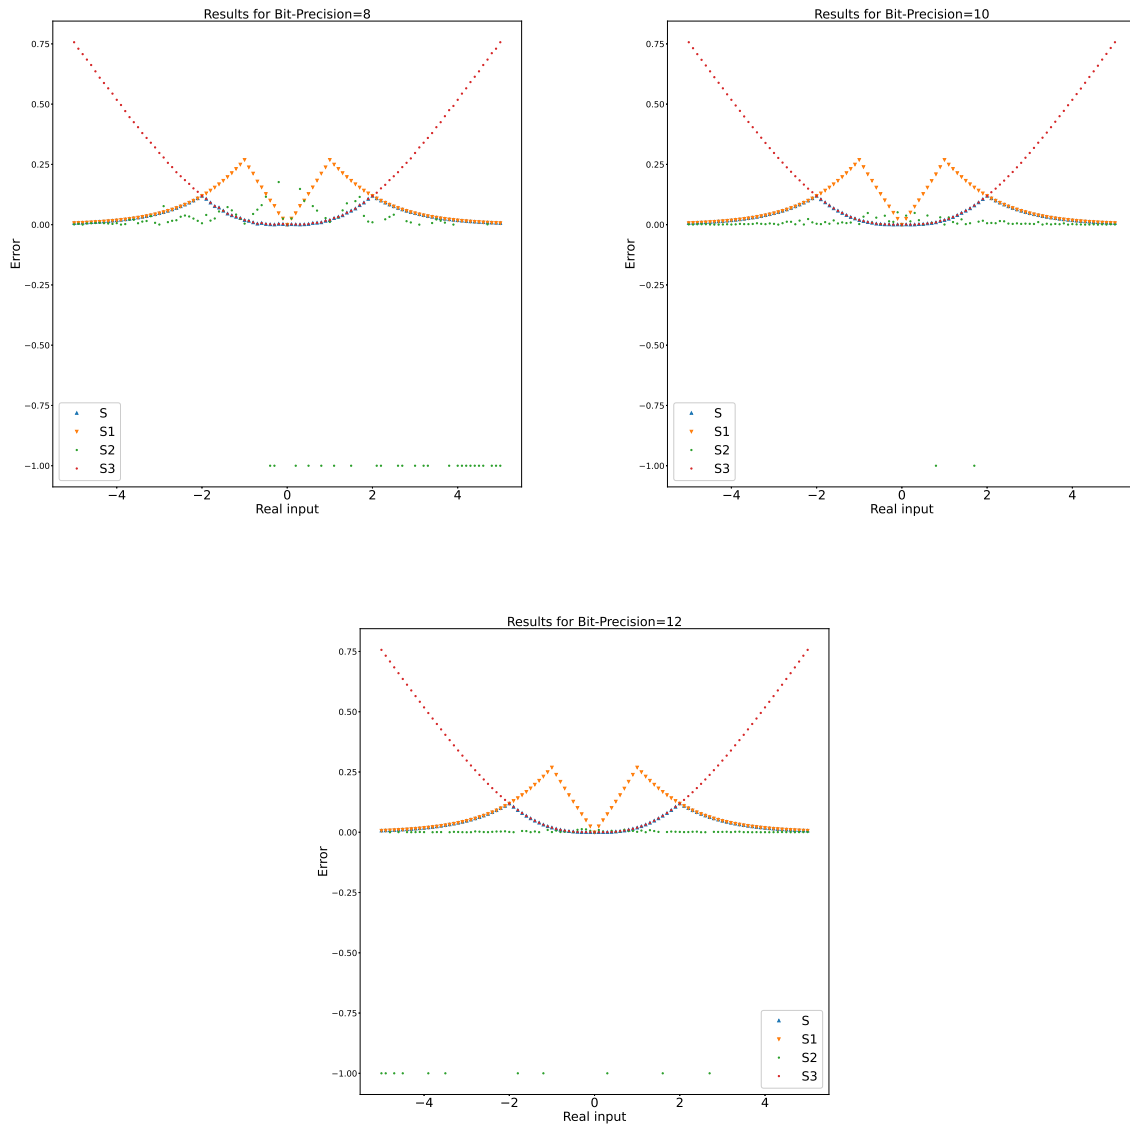 Results for Bit-Precision=8
0.75
0.50
0.25
0.00
−0.25
−0.50
−0.75
−1.00
Error
S
S1
S2
S3
−4
−2
0
2
4
Real input
Results for Bit-Precision=10
0.75
0.50
0.25
0.00
−0.25
−0.50
−0.75
−1.00
Error
S
S1
S2
S3
−4
−2
0
2
4
Real input
Results for Bit-Precision=12
0.75
0.50
0.25
0.00
−0.25
−0.50
−0.75
−1.00
Error
S
S1
S2
S3
−4
−2
0
2
4
Real input